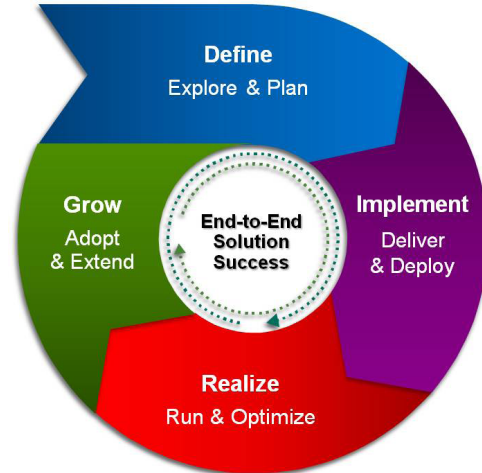 Define
Explore & Plan
Implement
Deliver
& Deploy
Realize
Run & Optimize
Grow
Adopt
& Extend
End-to-End
Solution
Success